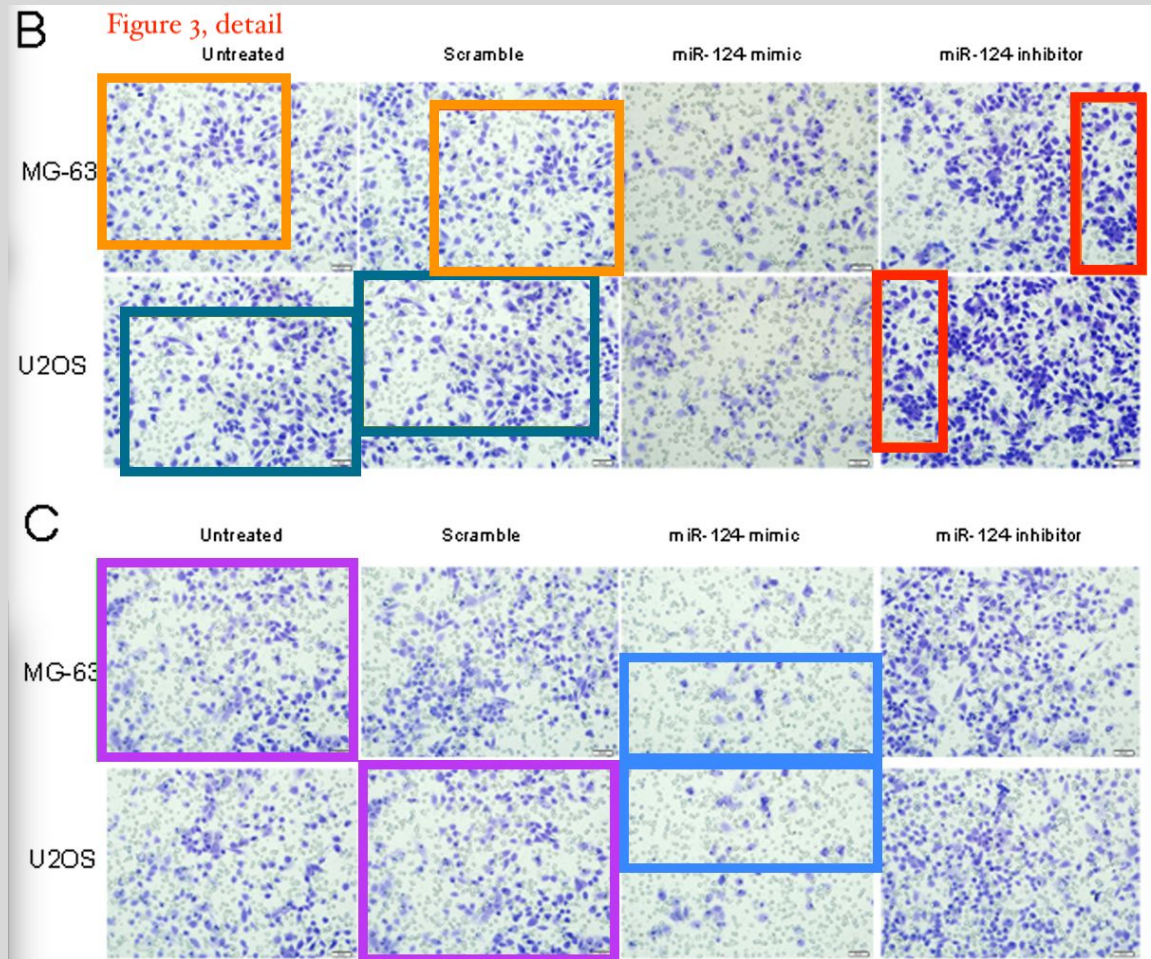 B
Figure 3, detail
Untreated Scramble miR-124 mimic miR-124 inhibitor
MG-63
U2OS
C
Untreated Scramble miR-124 mimic miR-124 inhibitor
MG-63
U2OS